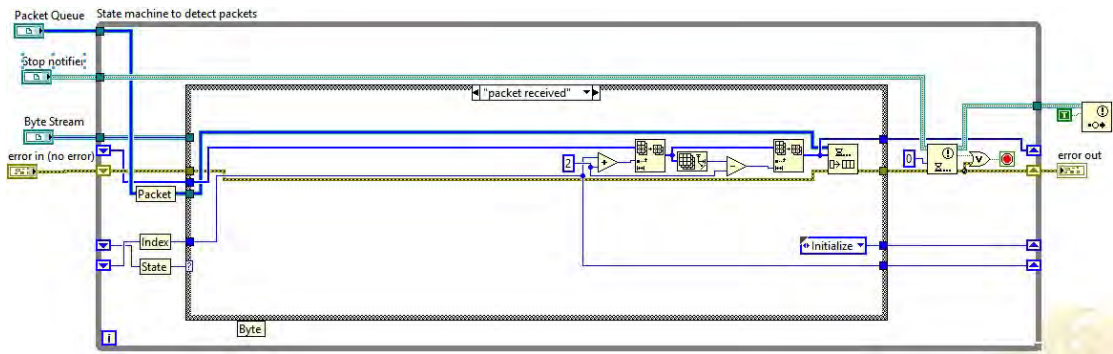 Packet Queue
State machine to detect packets
Stop notifier
"packet received"
Byte Stream
error in (no error)
Packet
2
0
T
error out
Index
State
?
Initialize
Byte
i